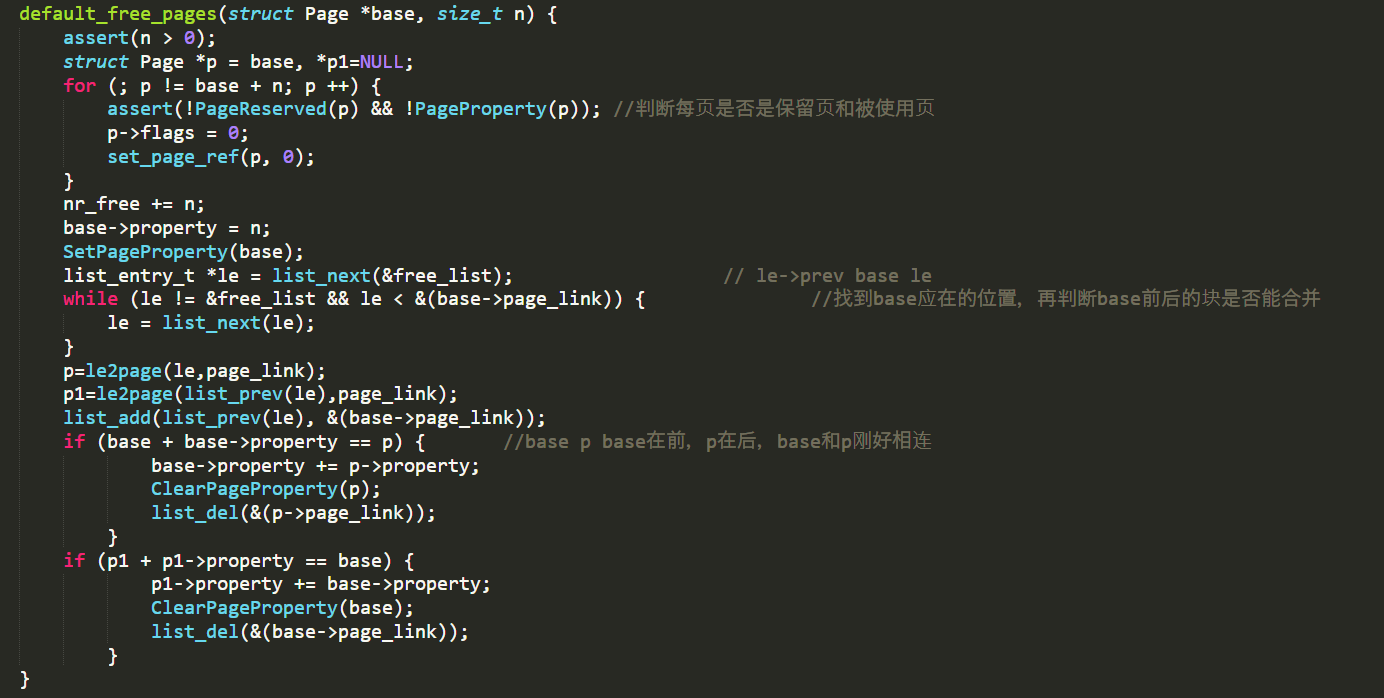 default_free_pages(struct Page *base, size_t n) {
    assert(n > 0);
    struct Page *p = base, *p1=NULL;
    for (; p != base + n; p ++) {
        assert(!PageReserved(p) && !PageProperty(p)); //判断每页是否是保留页和被使用页
        p->flags = 0;
        set_page_ref(p, 0);
    }
    nr_free += n;
    base->property = n;
    SetPageProperty(base);
    list_entry_t *le = list_next(&free_list);                   // le->prev base le
    while (le != &free_list && le < &(base->page_link)) {               //找到base应在的位置，再判断base前后的块是否能合并
        le = list_next(le);
    }
    p=le2page(le,page_link);
    p1=le2page(list_prev(le),page_link);
    list_add(list_prev(le), &(base->page_link));
    if (base + base->property == p) {       //base p base在前，p在后，base和p刚好相连
            base->property += p->property;
            ClearPageProperty(p);
            list_del(&(p->page_link));
        }
    if (p1 + p1->property == base) {
            p1->property += base->property;
            ClearPageProperty(base);
            list_del(&(base->page_link));
        }
}